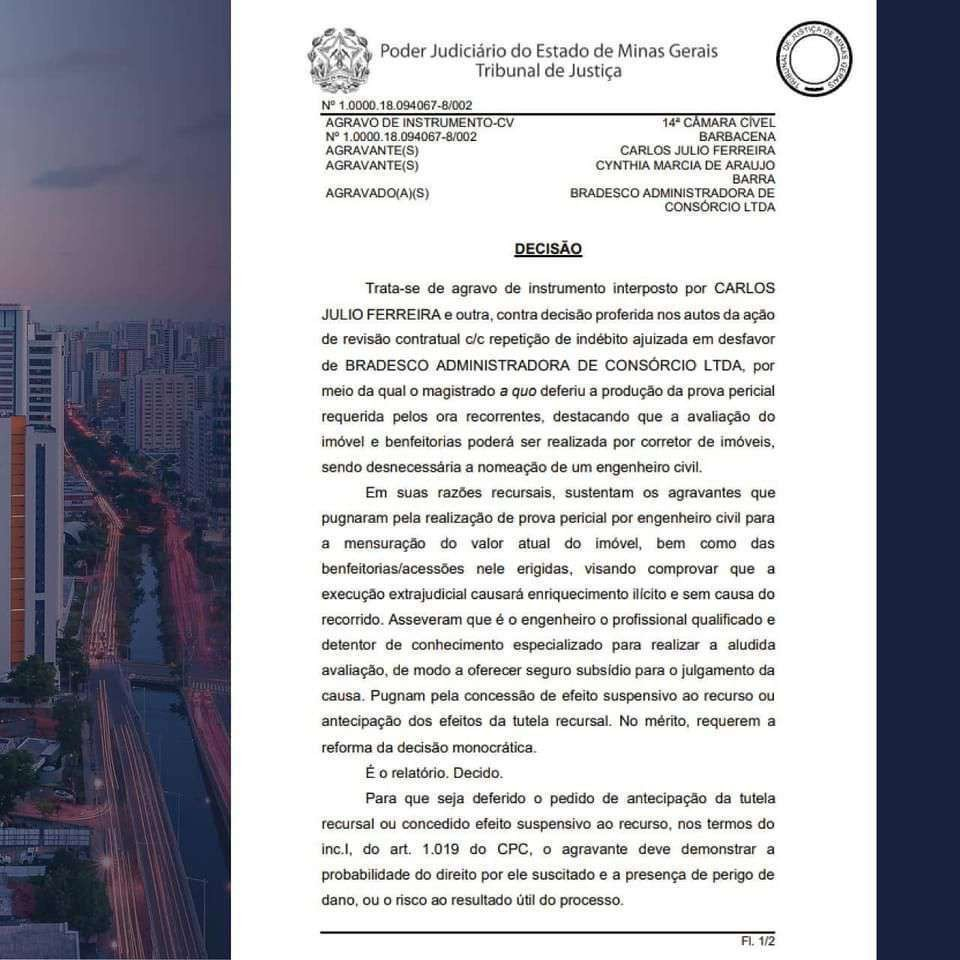 Poder Judiciário do Estado de Minas Gerais
Tribunal de Justiça
TRIBUNAL DE JUSTIÇA DE MINAS GERAIS
Nº 1.0000.18.094067-8/002
AGRAVO DE INSTRUMENTO-CV 14ª CÂMARA CÍVEL
Nº 1.0000.18.094067-8/002 BARBACENA
AGRAVANTE(S) CARLOS JULIO FERREIRA
AGRAVANTE(S) CYNTHIA MARCIA DE ARAUJO
BARRA
AGRAVADO(A)(S) BRADESCO ADMINISTRADORA DE
CONSÓRCIO LTDA
DECISÃO
Trata-se de agravo de instrumento interposto por CARLOS
JULIO FERREIRA e outra, contra decisão proferida nos autos da ação
de revisão contratual c/c repetição de indébito ajuizada em desfavor
de BRADESCO ADMINISTRADORA DE CONSÓRCIO LTDA, por
meio da qual o magistrado a quo deferiu a produção da prova pericial
requerida pelos ora recorrentes, destacando que a avaliação do
imóvel e benfeitorias poderá ser realizada por corretor de imóveis,
sendo desnecessária a nomeação de um engenheiro civil.
Em suas razões recursais, sustentam os agravantes que
pugnaram pela realização de prova pericial por engenheiro civil para
a mensuração do valor atual do imóvel, bem como das
benfeitorias/acessões nele erigidas, visando comprovar que a
execução extrajudicial causará enriquecimento ilícito e sem causa do
recorrido. Asseveram que é o engenheiro o profissional qualificado e
detentor de conhecimento especializado para realizar a aludida
avaliação, de modo a oferecer seguro subsídio para o julgamento da
causa. Pugnam pela concessão de efeito suspensivo ao recurso ou
antecipação dos efeitos da tutela recursal. No mérito, requerem a
reforma da decisão monocrática.
É o relatório. Decido.
Para que seja deferido o pedido de antecipação da tutela
recursal ou concedido efeito suspensivo ao recurso, nos termos do
inc.I, do art. 1.019 do CPC, o agravante deve demonstrar a
probabilidade do direito por ele suscitado e a presença de perigo de
dano, ou o risco ao resultado útil do processo.
Fl. 1/2